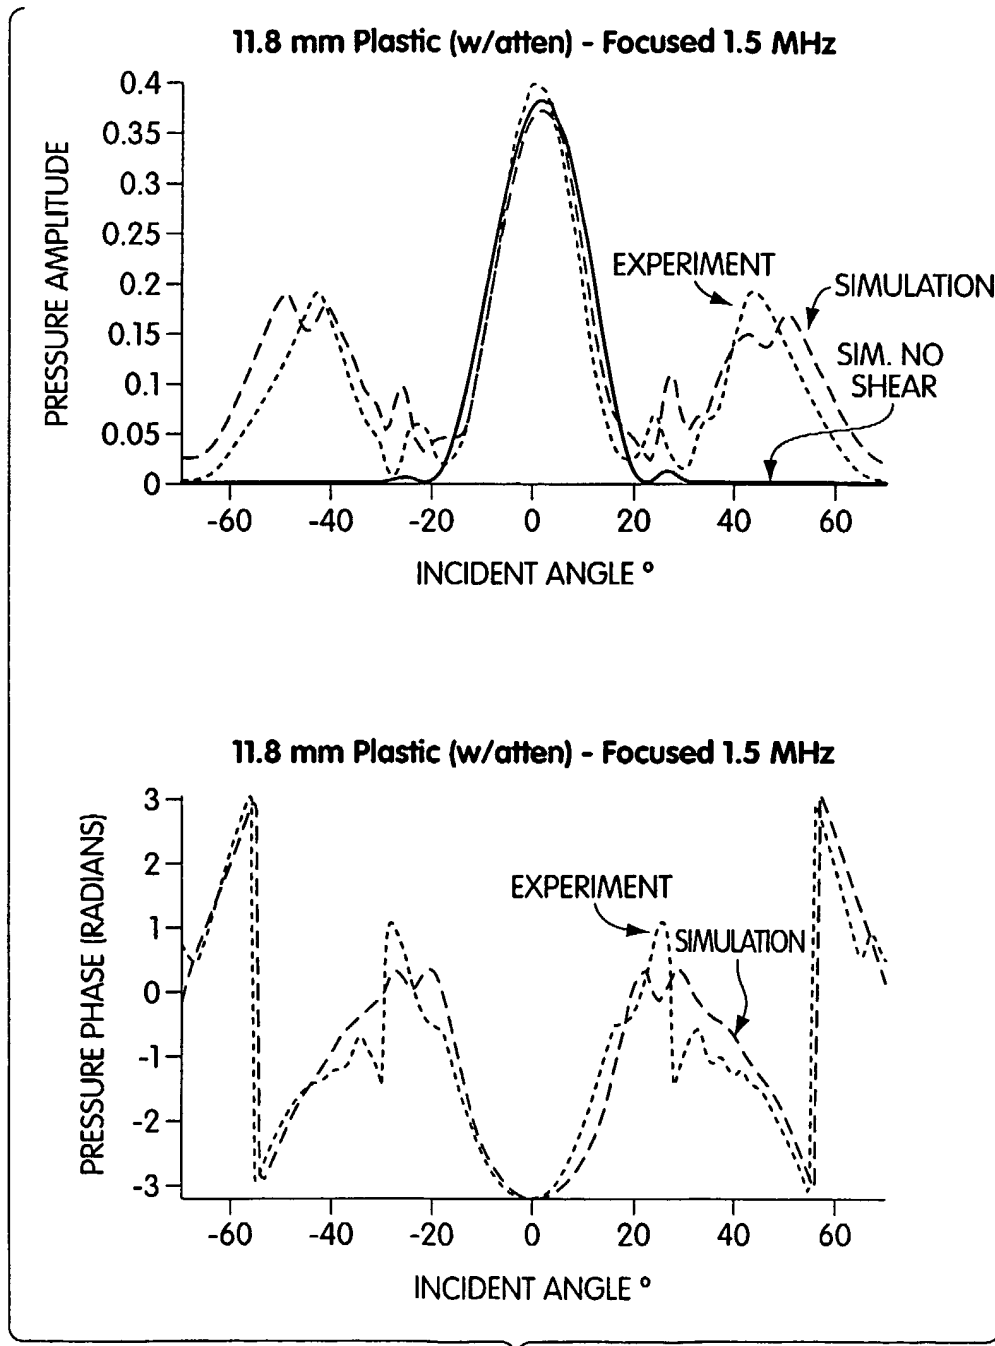 11.8 mm Plastic (w/atten) - Focused 1.5 MHz
PRESSURE AMPLITUDE
0.4
0.35
0.3
0.25
0.2
0.15
0.1
0.05
0
EXPERIMENT
SIMULATION
SIM. NO
SHEAR
-60 -40 -20 0 20 40 60
INCIDENT ANGLE °
11.8 mm Plastic (w/atten) - Focused 1.5 MHz
PRESSURE PHASE (RADIANS)
3
2
1
0
-1
-2
-3
EXPERIMENT
SIMULATION
-60 -40 -20 0 20 40 60
INCIDENT ANGLE °